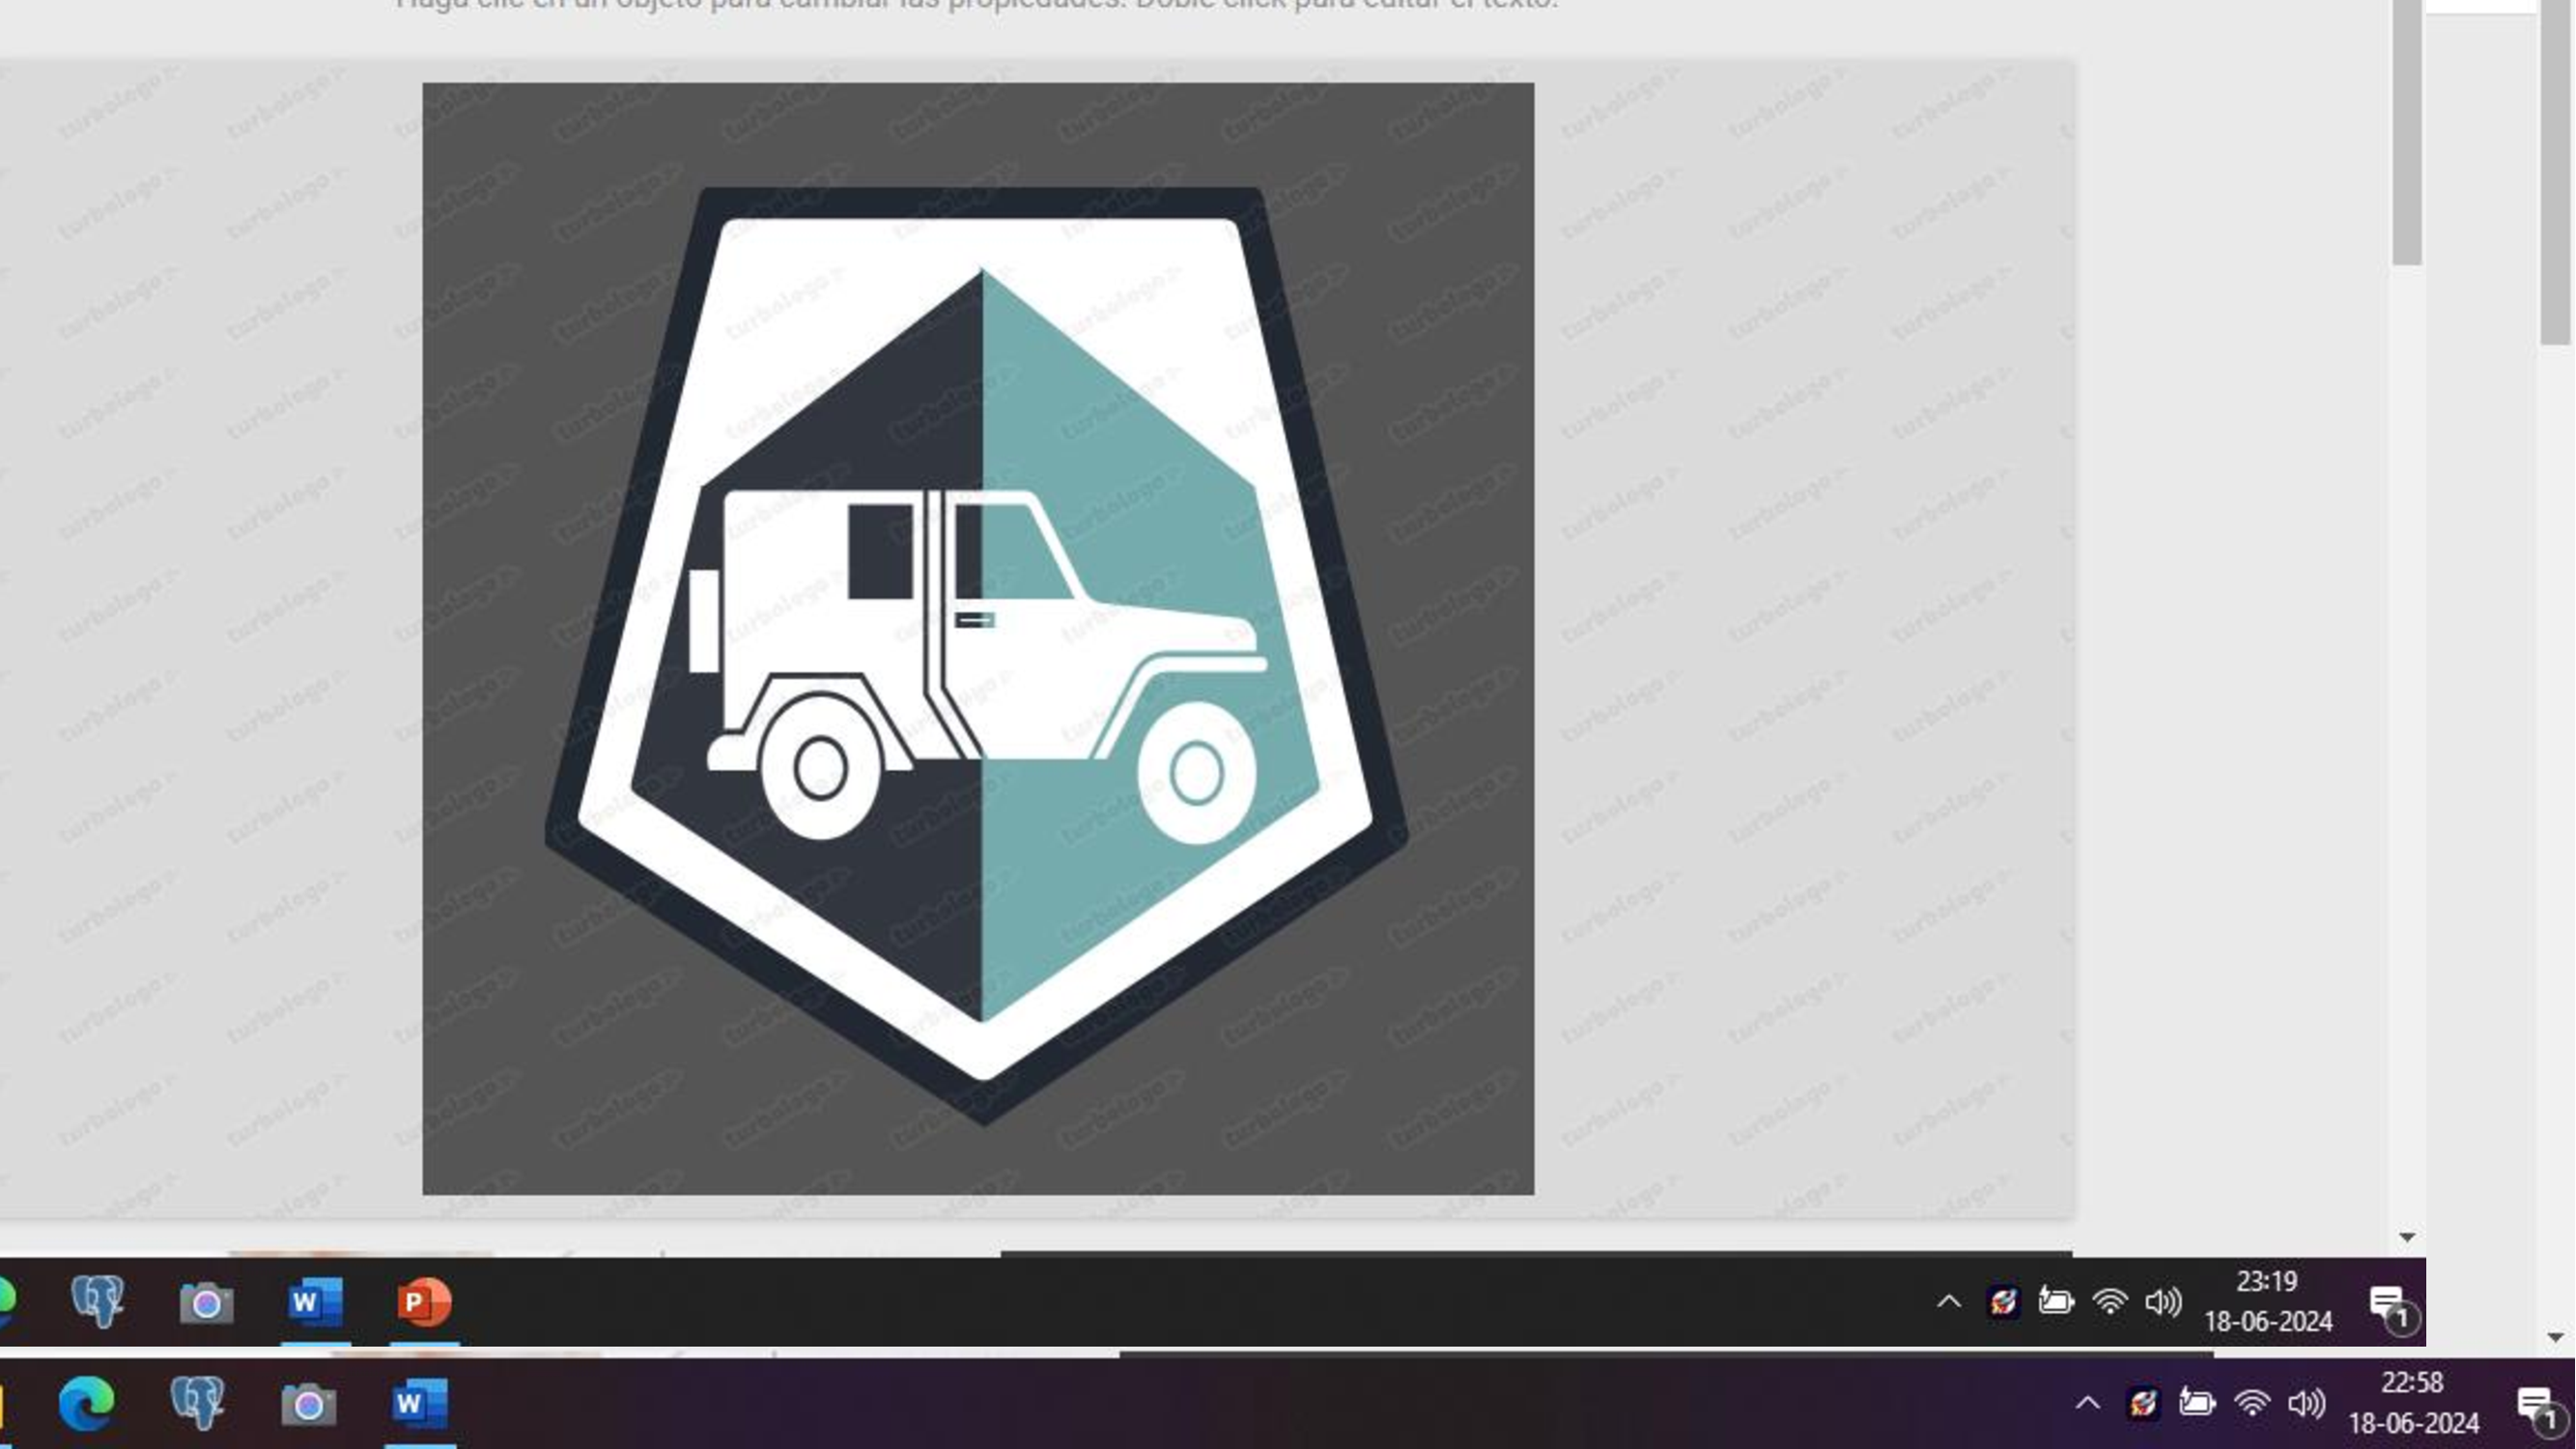 Haga clic en un objeto para cambiar las propiedades. Doble click para editar el texto.
turbologo
W
P
23:19
18-06-2024
1
W
22:58
18-06-2024
1